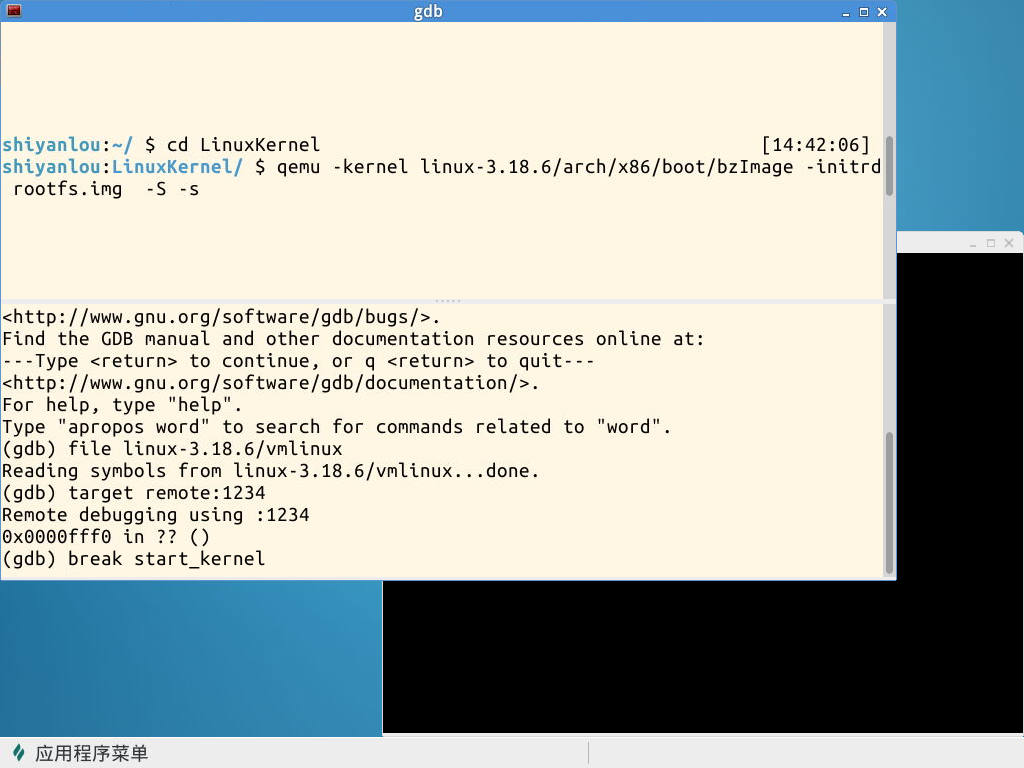 gdb
shiyanlou:~/ $ cd LinuxKernel [14:42:06]
shiyanlou:LinuxKernel/ $ qemu -kernel linux-3.18.6/arch/x86/boot/bzImage -initrd
rootfs.img  -S -s
<http://www.gnu.org/software/gdb/bugs/>.
Find the GDB manual and other documentation resources online at:
---Type <return> to continue, or q <return> to quit---
<http://www.gnu.org/software/gdb/documentation/>.
For help, type "help".
Type "apropos word" to search for commands related to "word".
(gdb) file linux-3.18.6/vmlinux
Reading symbols from linux-3.18.6/vmlinux...done.
(gdb) target remote:1234
Remote debugging using :1234
0x0000fff0 in ?? ()
(gdb) break start_kernel
应用程序菜单